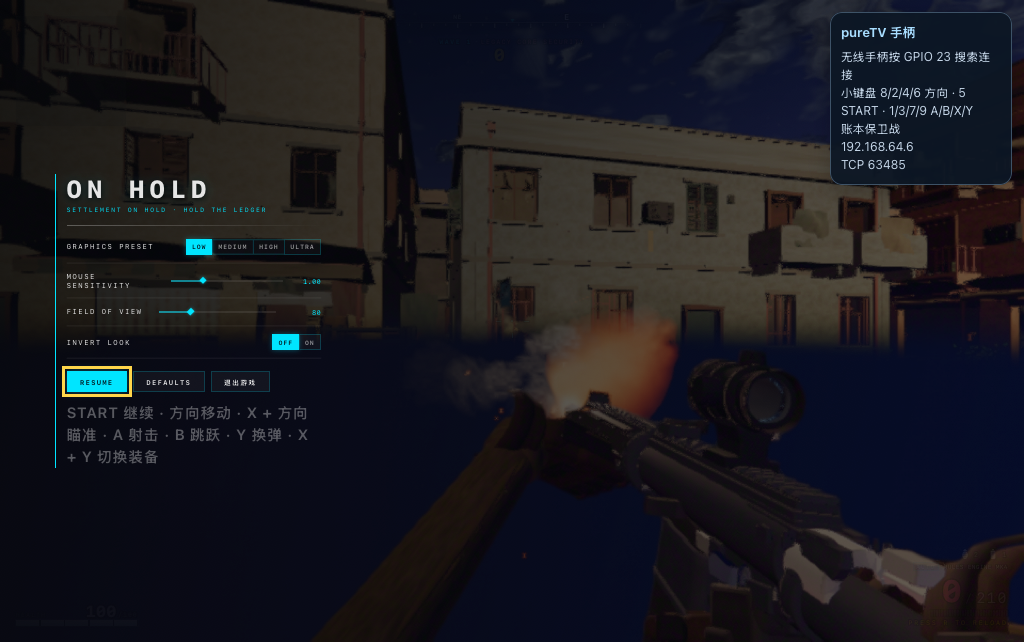 pureTV 手柄
无线手柄按 GPIO 23 搜索连
接
小键盘 8/2/4/6 方向 · 5
START · 1/3/7/9 A/B/X/Y
账本保卫战
192.168.64.6
TCP 63485
0
ON HOLD
SETTLEMENT ON HOLD · HOLD THE LEDGER
GRAPHICS PRESET LOW MEDIUM HIGH ULTRA
MOUSE
SENSITIVITY 1.00
FIELD OF VIEW 80
INVERT LOOK OFF ON
RESUME DEFAULTS 退出游戏
START 继续 · 方向移动 · X + 方向
瞄准 · A 射击 · B 跳跃 · Y 换弹 · X
+ Y 切换装备
100
0 210